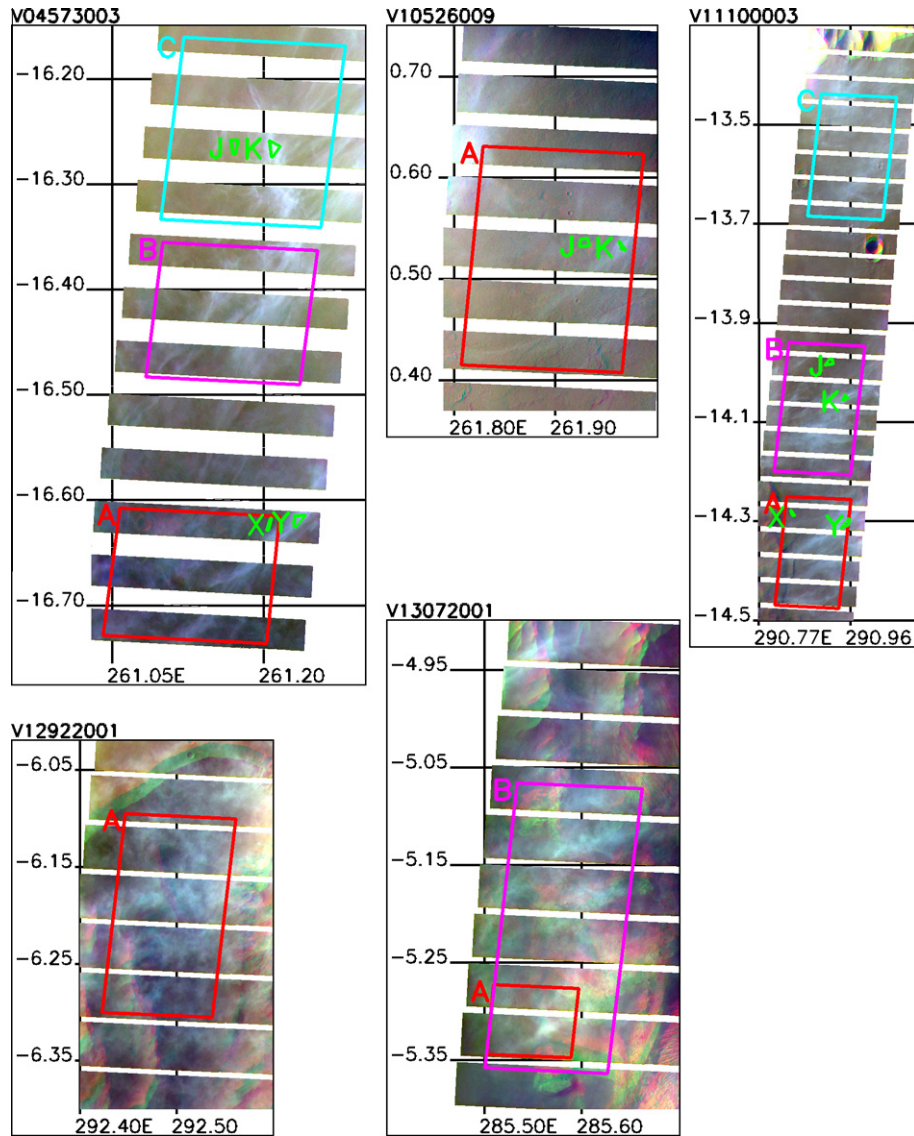 V04573003
C
-16.20
J K
-16.30
B
-16.40
-16.50
-16.60
A
X Y
-16.70
261.05E 261.20
V10526009
0.70
A
0.60
J K
0.50
0.40
261.80E 261.90
V11100003
C
-13.5
-13.7
-13.9
B
J
K
-14.1
A
X Y
-14.3
-14.5
290.77E 290.96
V12922001
-6.05
A
-6.15
-6.25
-6.35
292.40E 292.50
V13072001
-4.95
-5.05
B
-5.15
-5.25
A
-5.35
285.50E 285.60